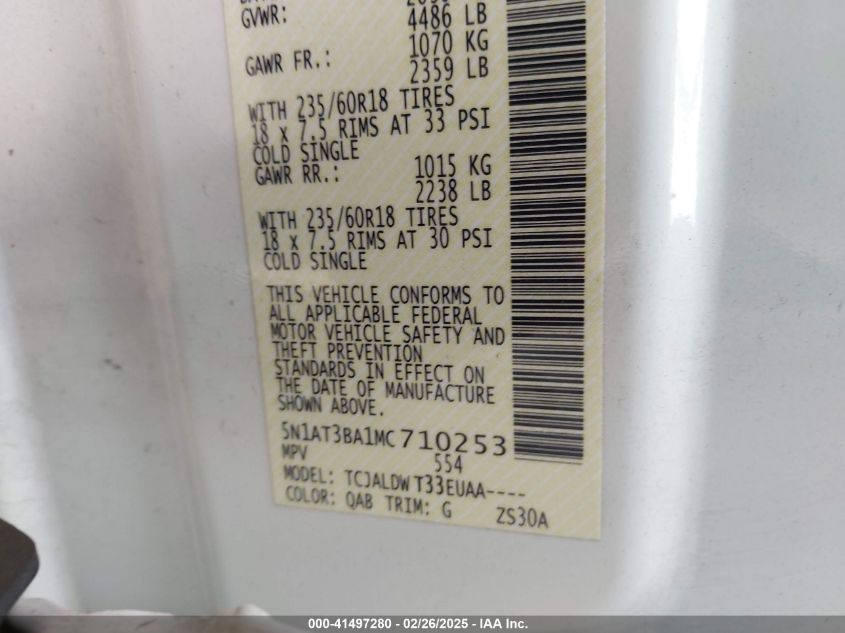 GVWR:
4486 LB
1070 KG
GAWR FR.:
2359 LB
WITH 235/60R18 TIRES
18 x 7.5 RIMS AT 33 PSI
COLD SINGLE
1015 KG
GAWR RR.:
2238 LB
WITH 235/60R18 TIRES
18 x 7.5 RIMS AT 30 PSI
COLD SINGLE
THIS VEHICLE CONFORMS TO
ALL APPLICABLE FEDERAL
MOTOR VEHICLE SAFETY AND
THEFT PREVENTION
STANDARDS IN EFFECT ON
THE DATE OF MANUFACTURE
SHOWN ABOVE.
5N1AT3BA1MC710253
MPV 554
MODEL: TCJALDWT33EUAA----
COLOR: QAB TRIM: G ZS30A
000-41497280 - 02/26/2025 - IAA Inc.